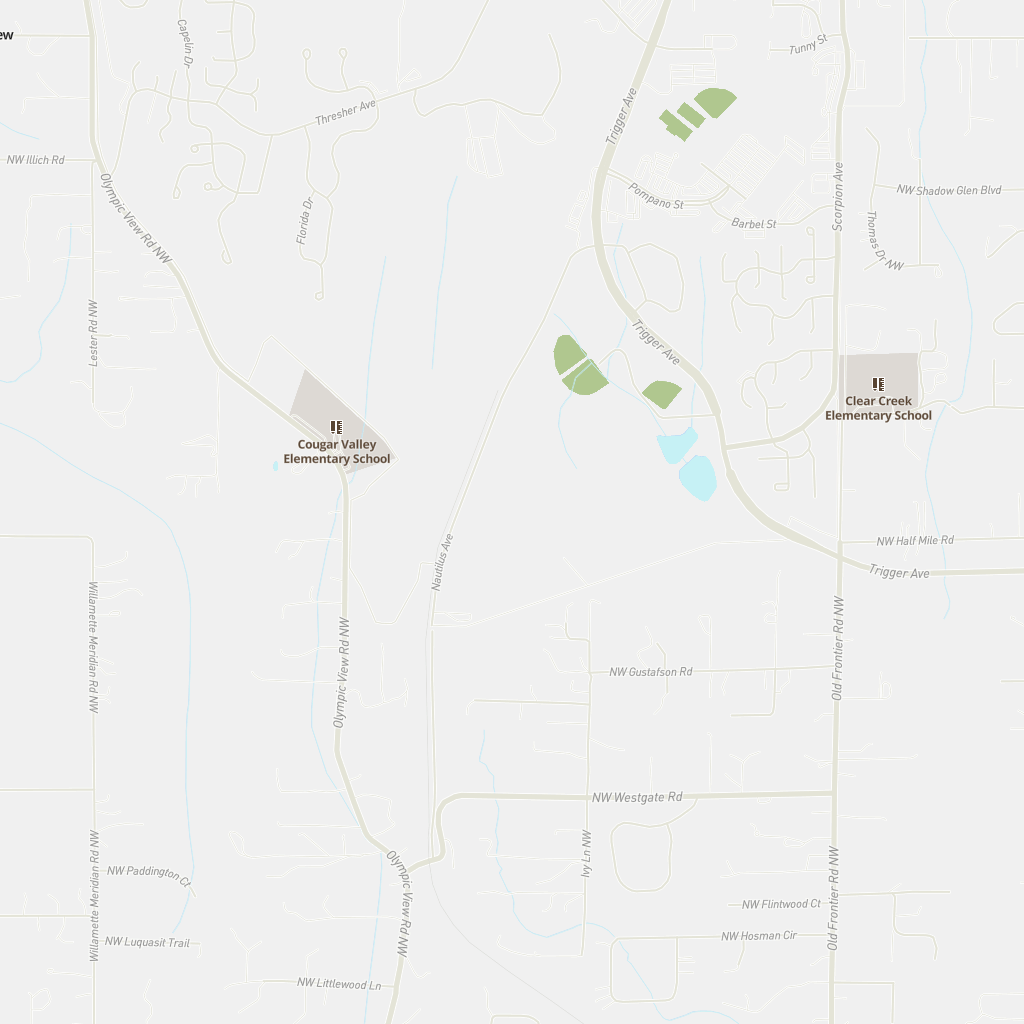 ew
Capelin Dr
Tunny St
Thresher Ave
Trigger Ave
NW Illich Rd
Pompano St
Scorpion Ave
NW Shadow Glen Blvd
Olympic View Rd NW
Florida Dr
Barbel St
Thomas Dr NW
Lester Rd NW
Trigger Ave
Clear Creek
Elementary School
Cougar Valley
Elementary School
Nautilus Ave
NW Half Mile Rd
Trigger Ave
Willamette Meridian Rd NW
Olympic View Rd NW
Old Frontier Rd NW
NW Gustafson Rd
NW Westgate Rd
Willamette Meridian Rd NW
Ivy Ln NW
Olympic View Rd NW
Old Frontier Rd NW
NW Paddington Ct
NW Flintwood Ct
NW Luquasit Trail
NW Hosman Cir
NW Littlewood Ln